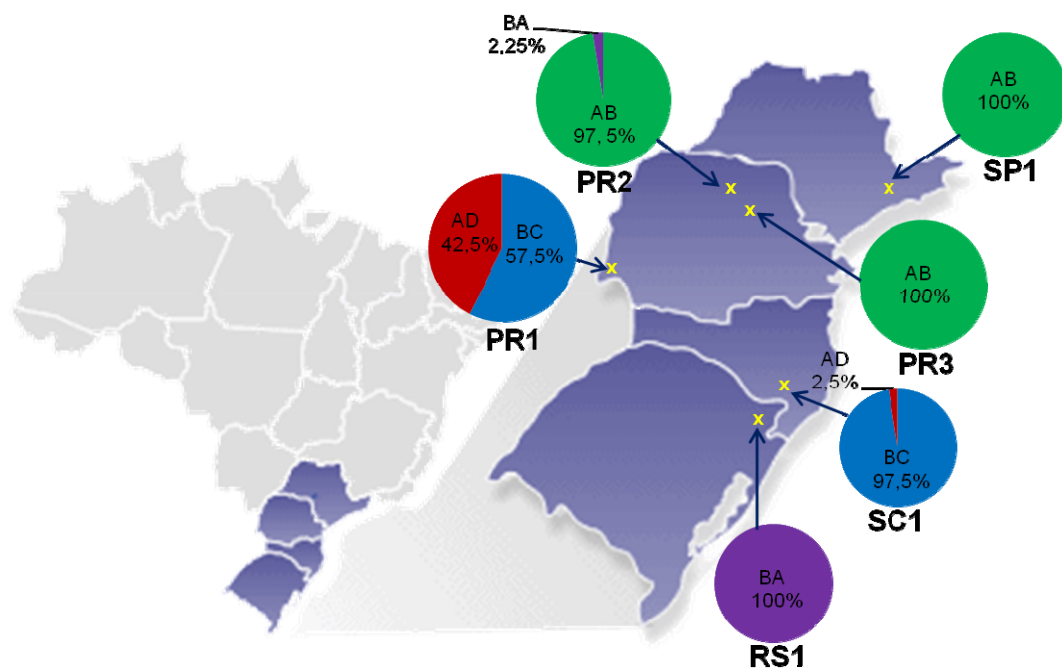 BA
2,25%
AB
97, 5%
PR2
AB
100%
SP1
AD
42,5%
BC
57,5%
PR1
x
x
x
x
AB
100%
PR3
AD
2,5%
x
x
BC
97,5%
SC1
BA
100%
RS1